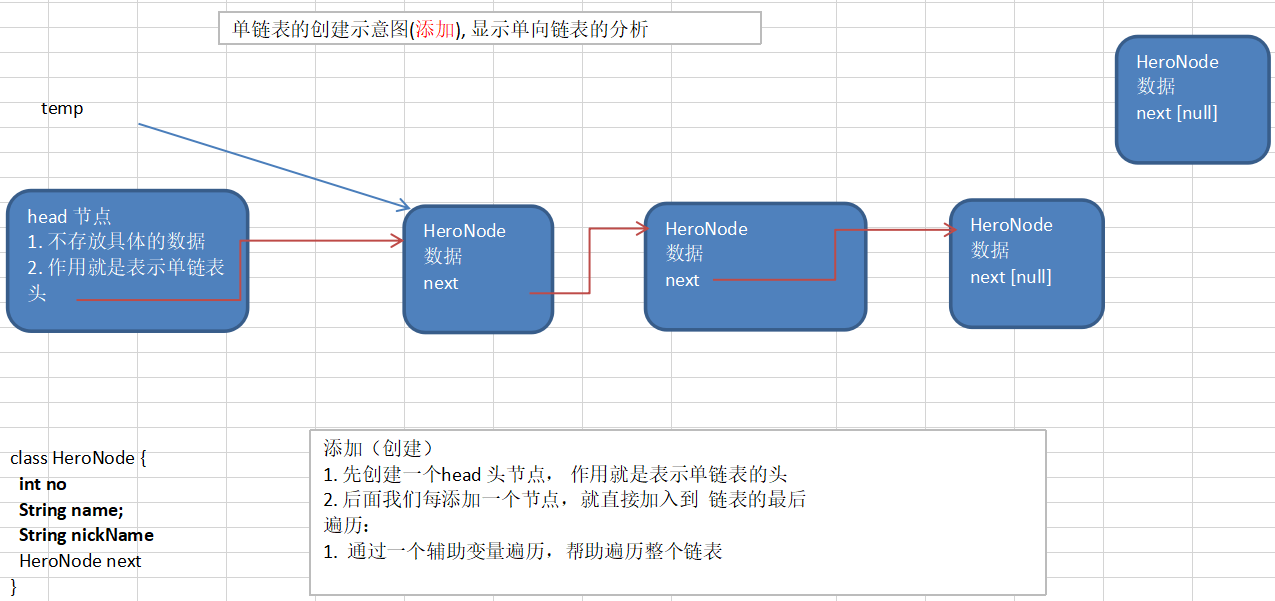 单链表的创建示意图(添加), 显示单向链表的分析
HeroNode
数据
next [null]
temp
head 节点
1. 不存放具体的数据
2. 作用就是表示单链表
头
HeroNode
数据
next
HeroNode
数据
next
HeroNode
数据
next [null]
class HeroNode {
int no
String name;
String nickName
HeroNode next
}
添加（创建）
1. 先创建一个head 头节点， 作用就是表示单链表的头
2. 后面我们每添加一个节点，就直接加入到 链表的最后
遍历：
1. 通过一个辅助变量遍历，帮助遍历整个链表